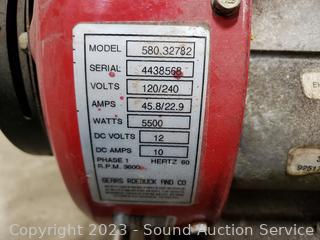 MODEL 580.32782
SERIAL 4438568
VOLTS 120/240
AMPS 45.8/22.9
WATTS 5500
DC VOLTS 12
DC AMPS 10
PHASE 1 HERTZ 60
R.P.M. 3600
SEARS ROEBUCK AND CO
Copyright 2023 - Sound Auction Service